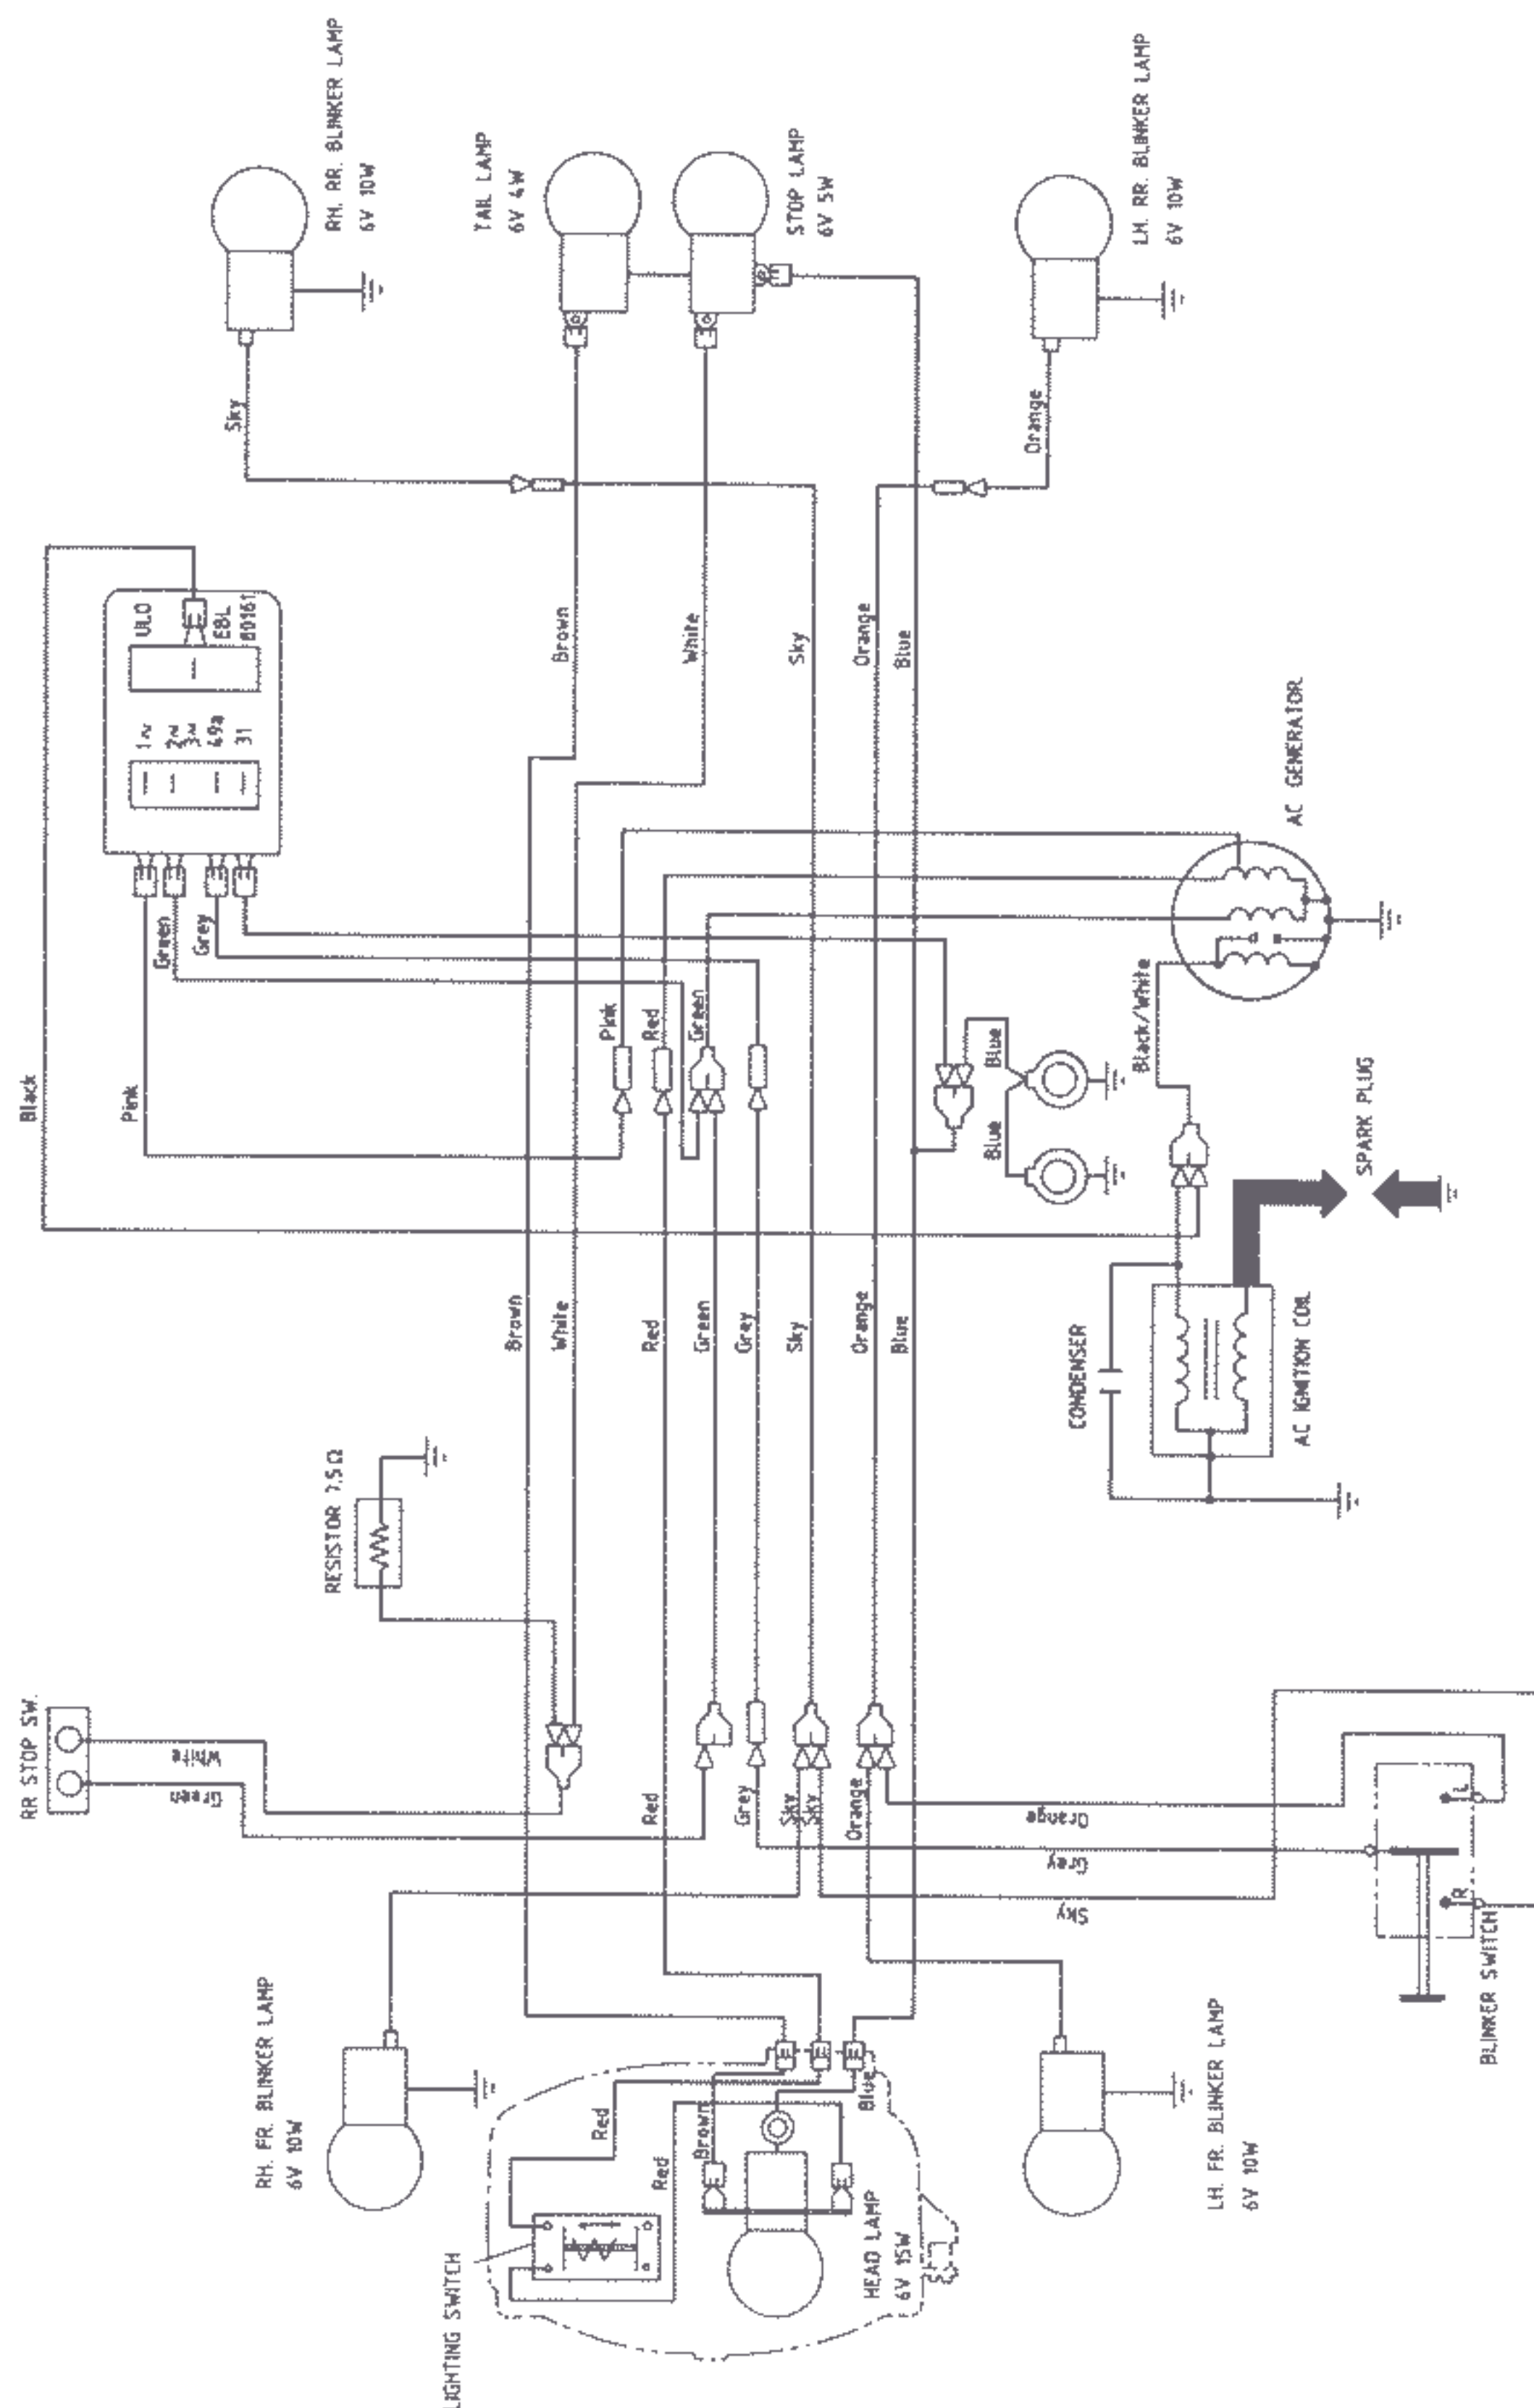 RH. RR. BLINKER LAMP
6V 10W
TAIL LAMP
6V 4W
STOP LAMP
6V 5W
LH. RR. BLINKER LAMP
6V 10W
Sky
Orange
ULO
EBL
80161
1~
2~
3~
49a
31
Brown
White
Sky
Orange
Blue
AC GENERATOR
Green
Grey
Black
Pink
Pink
Red
Green
Blue
Blue
Black/White
SPARK PLUG
Brown
White
Red
Green
Grey
Sky
Orange
Blue
CONDENSER
AC IGNITION COIL
RESISTOR 7.5Ω
RR STOP SW.
White
Green
Red
Grey
Sky
Sky
Orange
Orange
Grey
Sky
L
R
BLINKER SWITCH
RH. FR. BLINKER LAMP
6V 10W
LH. FR. BLINKER LAMP
6V 10W
Red
Red
Brown
Blue
HEAD LAMP
6V 15W
LIGHTING SWITCH